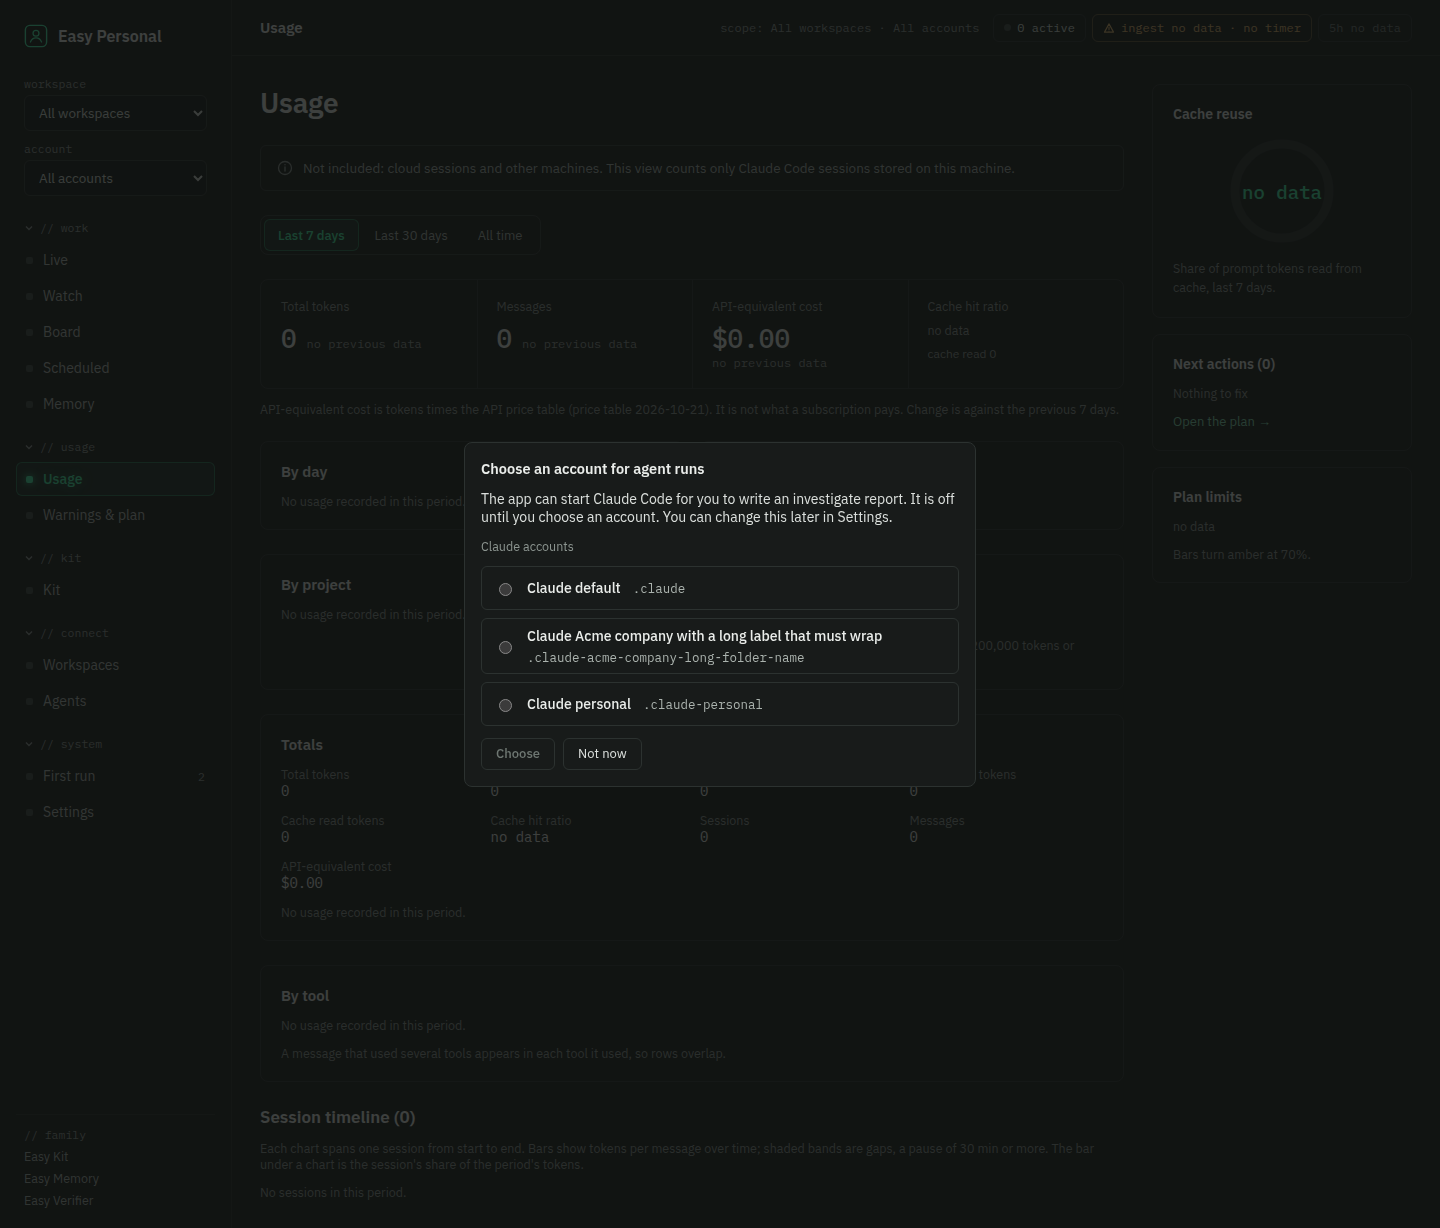 Easy Personal
workspace
All workspaces
account
All accounts
// work
Live
Watch
Board
Scheduled
Memory
// usage
Usage
Warnings & plan
// kit
Kit
// connect
Workspaces
Agents
// system
First run 2
Settings
// family
Easy Kit
Easy Memory
Easy Verifier
Usage
scope: All workspaces · All accounts
0 active
ingest no data · no timer
5h no data
Usage
Not included: cloud sessions and other machines. This view counts only Claude Code sessions stored on this machine.
Last 7 days
Last 30 days
All time
Total tokens
0 no previous data
Messages
0 no previous data
API-equivalent cost
$0.00
no previous data
Cache hit ratio
no data
cache read 0
API-equivalent cost is tokens times the API price table (price table 2026-10-21). It is not what a subscription pays. Change is against the previous 7 days.
By day
No usage recorded in this period.
By project
No usage recorded in this period.
200,000 tokens or
Choose an account for agent runs
The app can start Claude Code for you to write an investigate report. It is off
until you choose an account. You can change this later in Settings.
Claude accounts
Claude default .claude
Claude Acme company with a long label that must wrap
.claude-acme-company-long-folder-name
Claude personal .claude-personal
Choose
Not now
Totals
Total tokens
0
0
0
tokens
0
Cache read tokens
0
Cache hit ratio
no data
Sessions
0
Messages
0
API-equivalent cost
$0.00
No usage recorded in this period.
By tool
No usage recorded in this period.
A message that used several tools appears in each tool it used, so rows overlap.
Session timeline (0)
Each chart spans one session from start to end. Bars show tokens per message over time; shaded bands are gaps, a pause of 30 min or more. The bar
under a chart is the session's share of the period's tokens.
No sessions in this period.
Cache reuse
no data
Share of prompt tokens read from
cache, last 7 days.
Next actions (0)
Nothing to fix
Open the plan →
Plan limits
no data
Bars turn amber at 70%.